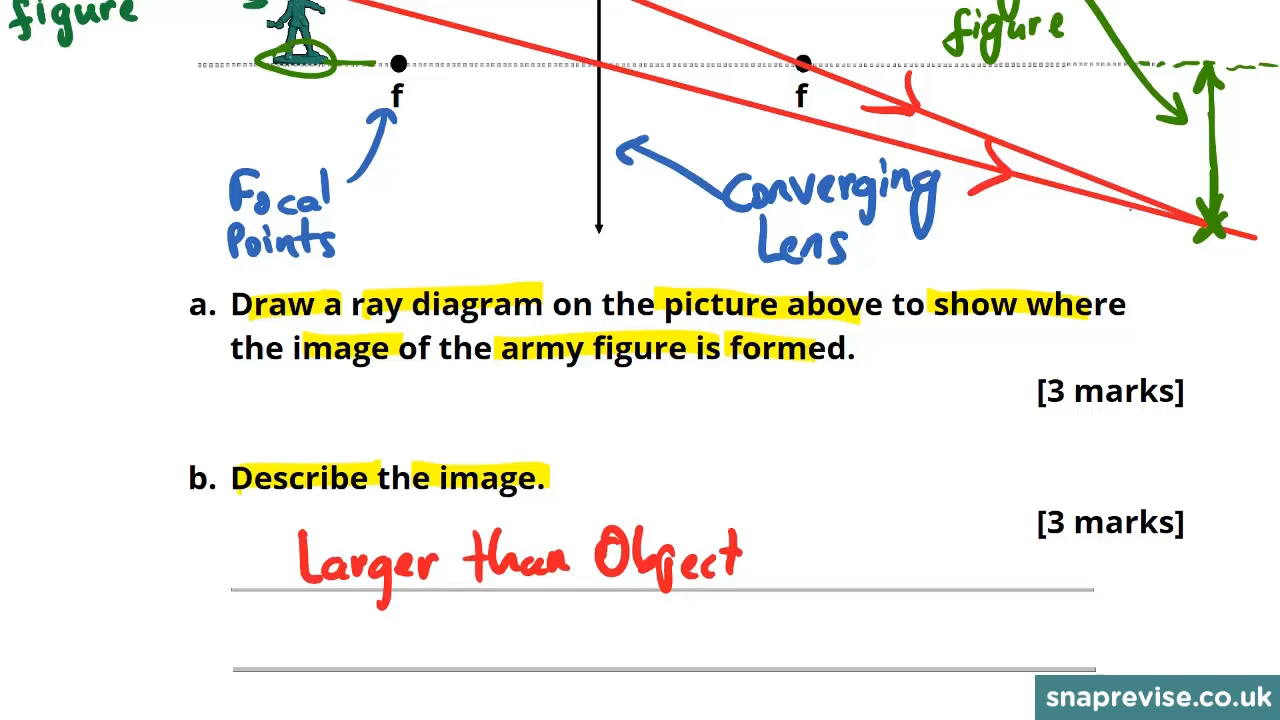 figure
figure
f
f
Focal
Points
Converging
Lens
a. Draw a ray diagram on the picture above to show where
the image of the army figure is formed.
[3 marks]
b. Describe the image.
[3 marks]
Larger than Object
snaprevise.co.uk